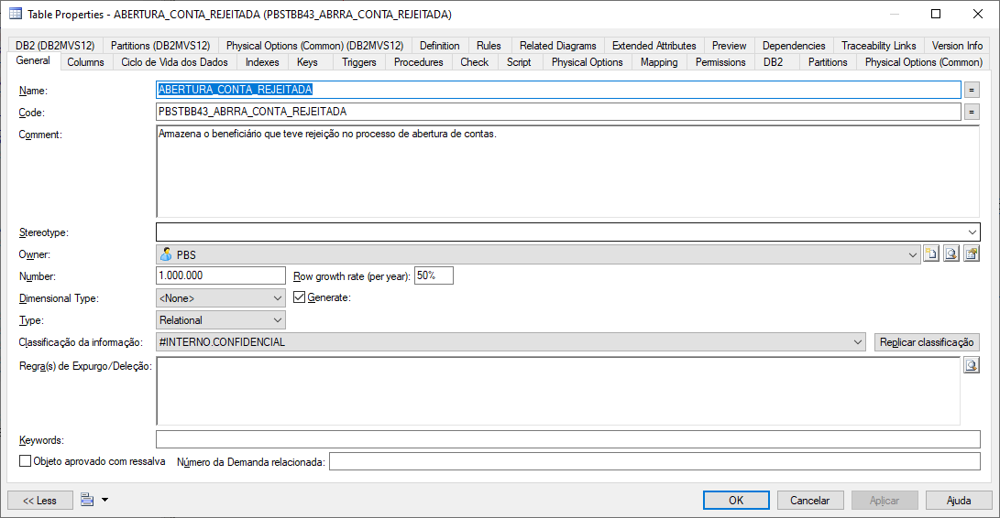 Table Properties - ABERTURA_CONTA_REJEITADA (PBSTBB43_ABRRA_CONTA_REJEITADA)
DB2 (DB2MVS12) Partitions (DB2MVS12) Physical Options (Common) (DB2MVS12) Definition Rules Related Diagrams Extended Attributes Preview Dependencies Traceability Links Version Info
General Columns Ciclo de Vida dos Dados Indexes Keys Triggers Procedures Check Script Physical Options Mapping Permissions DB2 Partitions Physical Options (Common)
Name: ABERTURA_CONTA_REJEITADA =
Code: PBSTBB43_ABRRA_CONTA_REJEITADA =
Comment: Armazena o beneficiário que teve rejeição no processo de abertura de contas.
Stereotype:
Owner: PBS
Number: 1.000.000 Row growth rate (per year): 50%
Dimensional Type: <None> Generate:
Type: Relational
Classificação da informação: #INTERNO.CONFIDENCIAL Replicar classificação
Regra(s) de Expurgo/Deleção:
Keywords:
Objeto aprovado com ressalva Número da Demanda relacionada:
<< Less OK Cancelar Aplicar Ajuda